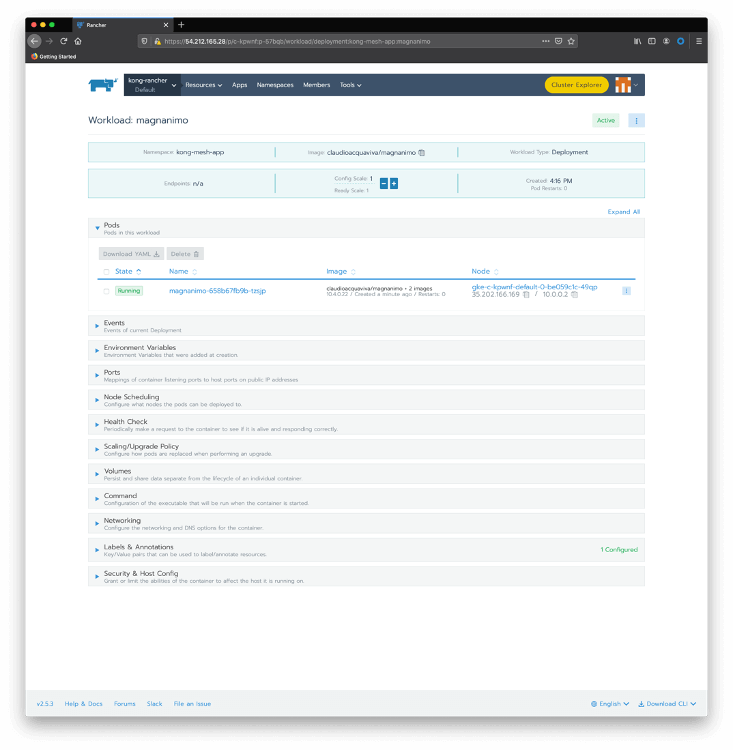 Rancher
https://54.212.165.28/p/c-kpwnf:p-57bqb/workload/deployment:kong-mesh-app:magnanimo
Getting Started
kong-rancher
Default
Resources
Apps
Namespaces
Members
Tools
Cluster Explorer
Workload: magnanimo
Active
Namespace: kong-mesh-app
Image: claudioacquaviva/magnanimo
Workload Type: Deployment
Endpoints: n/a
Config Scale: 1
Ready Scale: 1
Created: 4:16 PM
Pod Restarts: 0
Expand All
Pods
Pods in this workload
Download YAML
Delete
State
Name
Image
Node
Running
magnanimo-658b67fb9b-tzsjp
claudioacquaviva/magnanimo + 2 images
10.4.0.22 / Created a minute ago / Restarts: 0
gke-c-kpwnf-default-0-be059c1c-49qp
35.202.166.169 / 10.0.0.2
Events
Events of current Deployment
Environment Variables
Environment Variables that were added at creation.
Ports
Mappings of container listening ports to host ports on public IP addresses
Node Scheduling
Configure what nodes the pods can be deployed to.
Health Check
Periodically make a request to the container to see if it is alive and responding correctly.
Scaling/Upgrade Policy
Configure how pods are replaced when performing an upgrade.
Volumes
Persist and share data separate from the lifecycle of an individual container.
Command
Configuration of the executable that will be run when the container is started.
Networking
Configure the networking and DNS options for the container.
Labels & Annotations
Key/Value pairs that can be used to label/annotate resources.
1 Configured
Security & Host Config
Grant or limit the abilities of the container to affect the host it is running on.
v2.5.3
Help & Docs
Forums
Slack
File an Issue
English
Download CLI